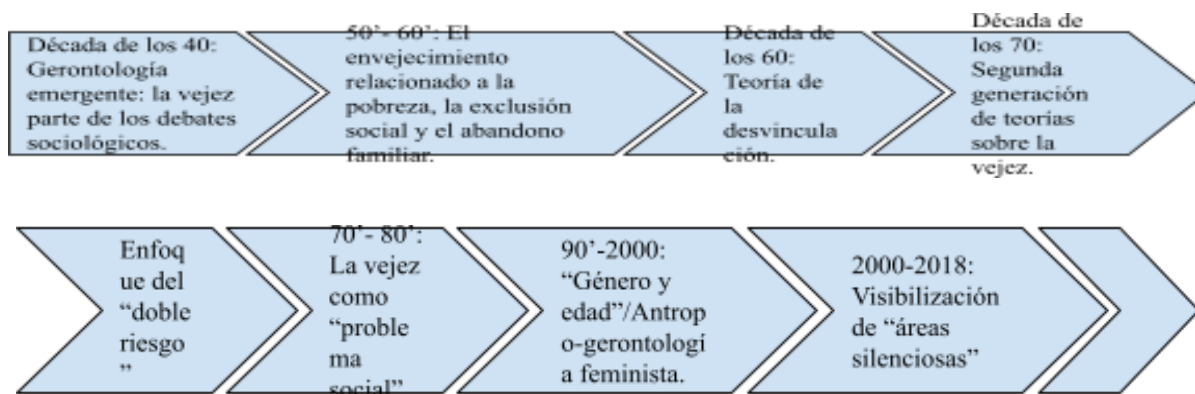 Década de los 40:
Gerontología
emergente: la vejez
parte de los debates
sociológicos.
50’- 60’: El
envejecimiento
relacionado a la
pobreza, la exclusión
social y el abandono
familiar.
Década de
los 60:
Teoría de
la
desvincula
ción.
Década de
los 70:
Segunda
generación
de teorías
sobre la
vejez.
Enfoq
ue del
“doble
riesgo
”
70’- 80’:
La vejez
como
“proble
ma
social”
90’-2000:
“Género y
edad”/Antrop
o-gerontologí
a feminista.
2000-2018:
Visibilización
de “áreas
silenciosas”